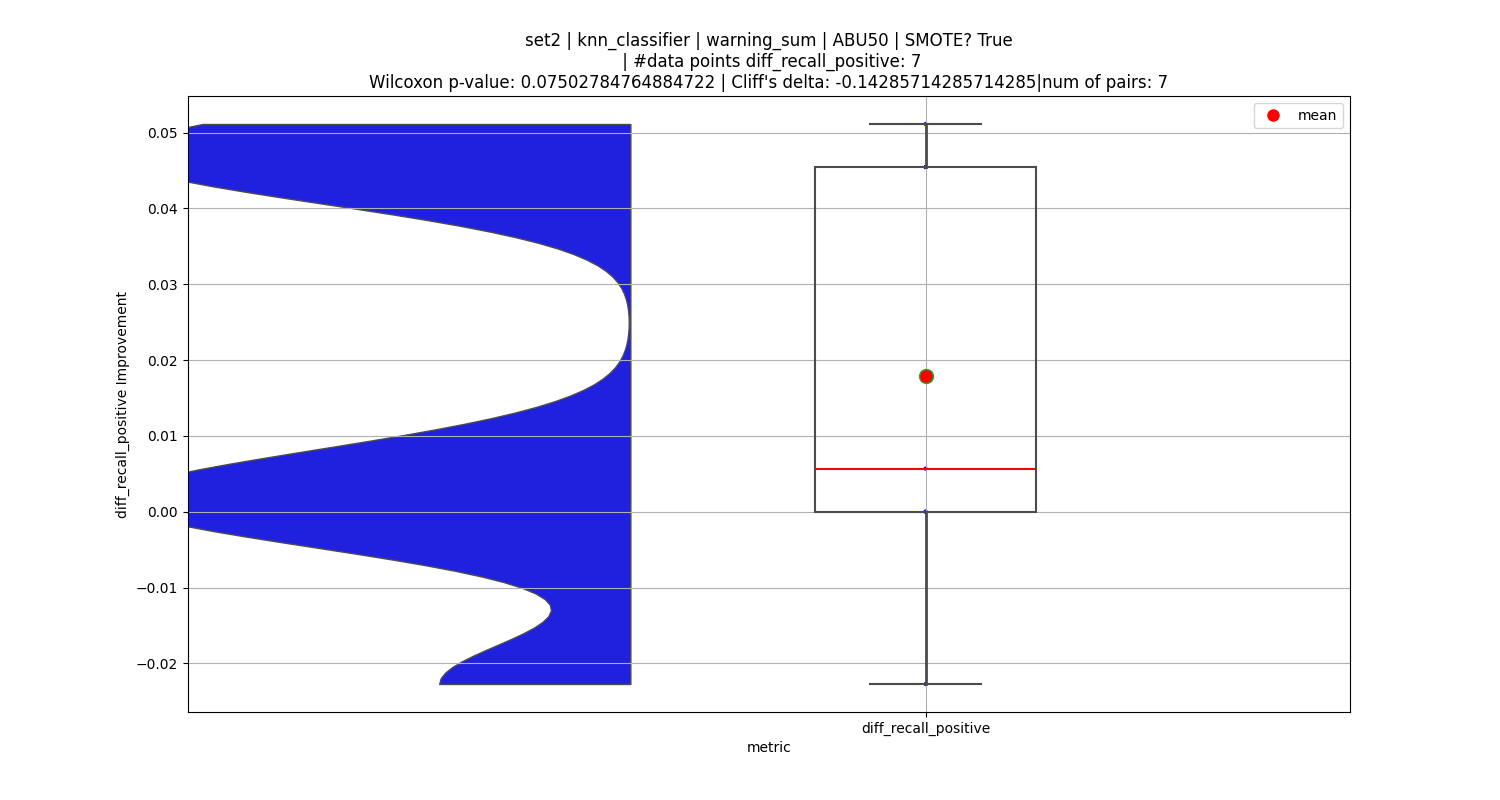 set2 | knn_classifier | warning_sum | ABU50 | SMOTE? True
| #data points diff_recall_positive: 7
Wilcoxon p-value: 0.07502784764884722 | Cliff's delta: -0.14285714285714285|num of pairs: 7
mean
0.05
0.04
0.03
0.02
0.01
0.00
−0.01
−0.02
diff_recall_positive Improvement
diff_recall_positive
metric